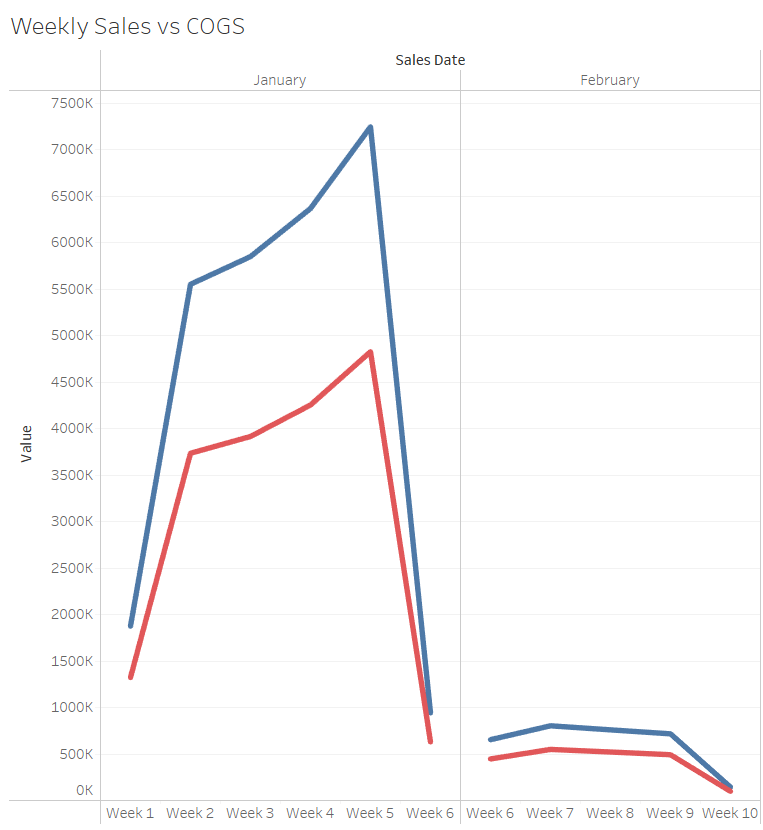 Weekly Sales vs COGS
Sales Date
January February
7500K
7000K
6500K
6000K
5500K
5000K
4500K
4000K
3500K
3000K
2500K
2000K
1500K
1000K
500K
0K
Value
Week 1 Week 2 Week 3 Week 4 Week 5 Week 6 Week 6 Week 7 Week 8 Week 9 Week 10